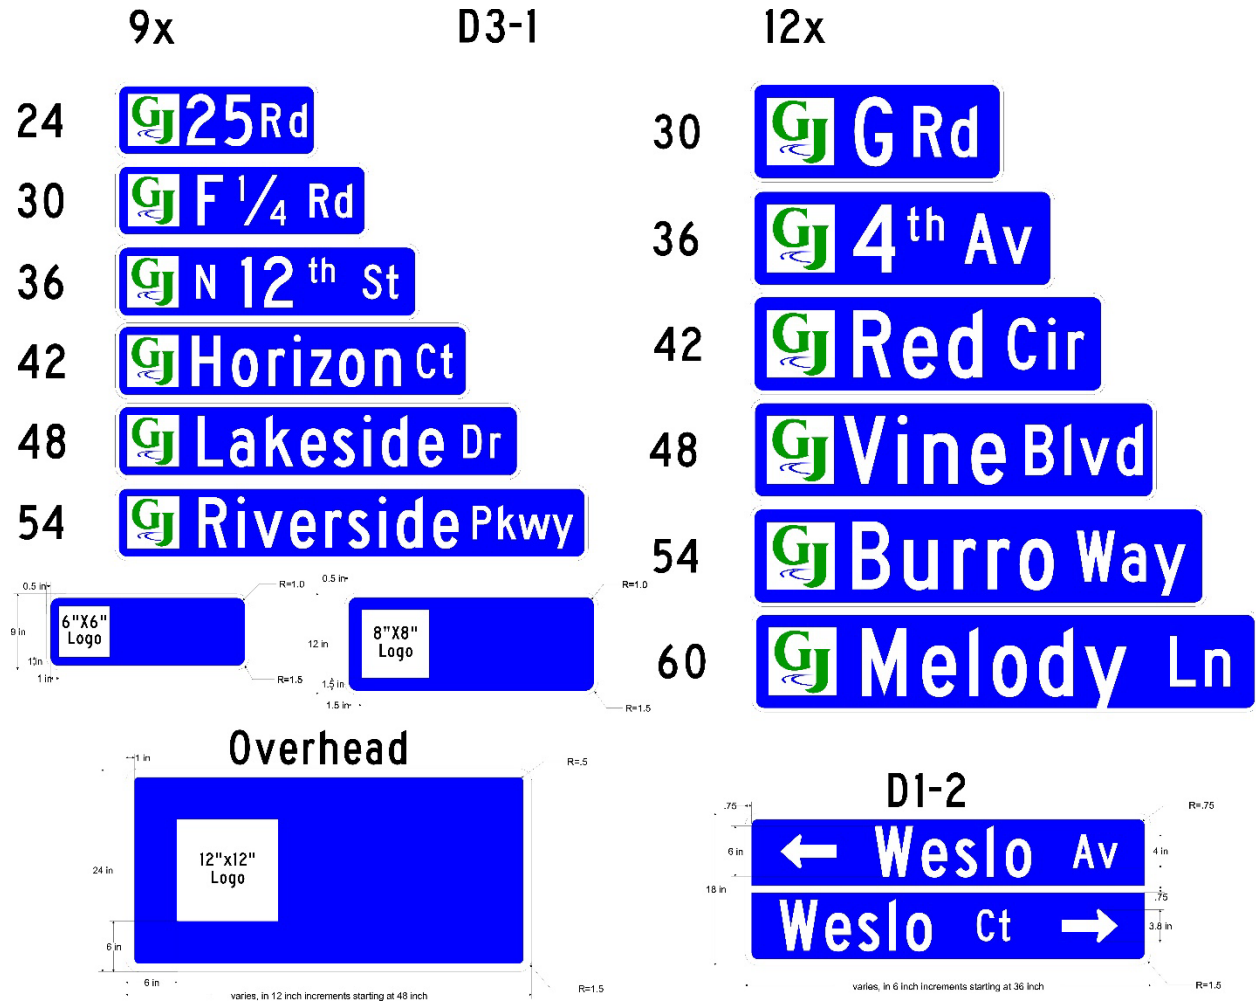 9x
D3-1
12x
24
GJ 25 Rd
30
GJ F 1/4 Rd
36
GJ N 12th St
42
GJ Horizon Ct
48
GJ Lakeside Dr
54
GJ Riverside Pkwy
30
GJ G Rd
36
GJ 4th Av
42
GJ Red Cir
48
GJ Vine Blvd
54
GJ Burro Way
60
GJ Melody Ln
0.5 in
R=1.0
9 in
6"X6"
Logo
1 in
R=1.5
0.5 in
R=1.0
12 in
8"X8"
Logo
1.5 in
1.5 in
R=1.5
Overhead
1 in
R=.5
24 in
12"x12"
Logo
6 in
6 in
R=1.5
varies, in 12 inch increments starting at 48 inch
D1-2
.75
R=.75
6 in
Weslo Av
4 in
18 in
.75
Weslo Ct
3.8 in
R=1.5
varies, in 6 inch increments starting at 36 inch